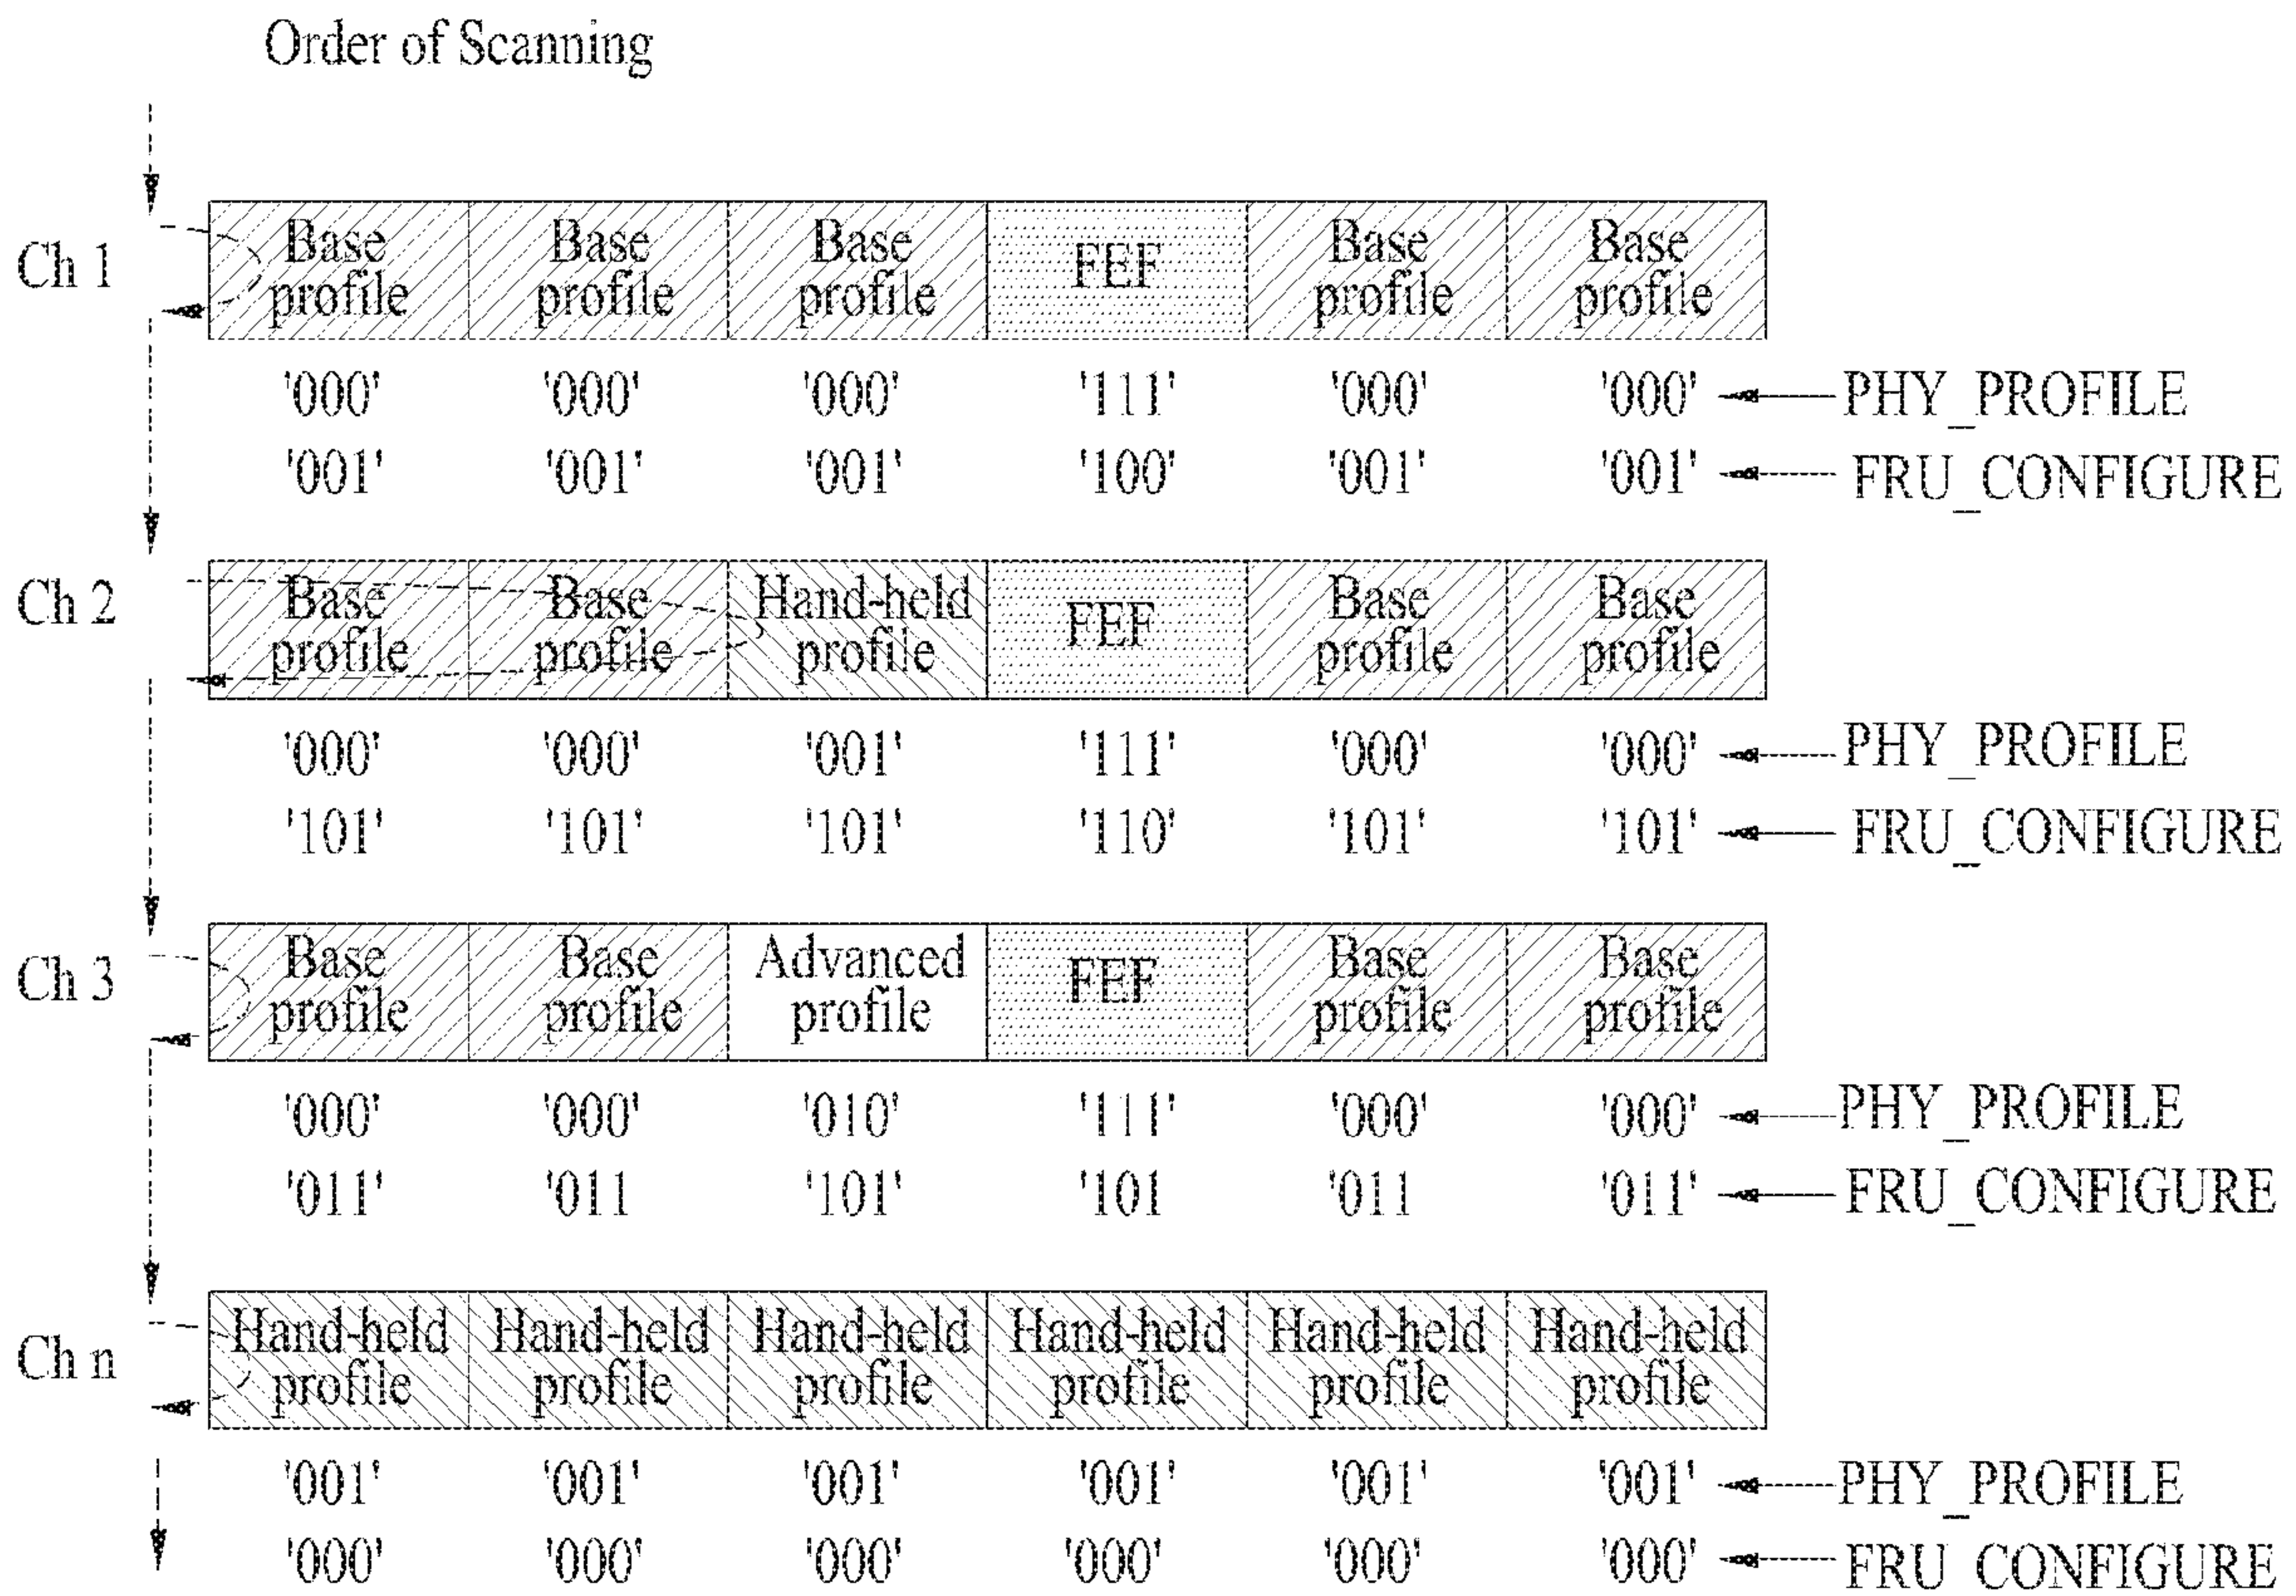 Order of Scanning
Ch 1
Base profile Base profile Base profile FEF Base profile Base profile
'000' '000' '000' '111' '000' '000' PHY_PROFILE
'001' '001' '001' '100' '001' '001' FRU_CONFIGURE
Ch 2
Base profile Base profile Hand-held profile FEF Base profile Base profile
'000' '000' '001' '111' '000' '000' PHY_PROFILE
'101' '101' '101' '110' '101' '101' FRU_CONFIGURE
Ch 3
Base profile Base profile Advanced profile FEF Base profile Base profile
'000' '000' '010' '111' '000' '000' PHY_PROFILE
'011' '011 '101' '101 '011 '011' FRU_CONFIGURE
Ch n
Hand-held profile Hand-held profile Hand-held profile Hand-held profile Hand-held profile Hand-held profile
'001' '001' '001' '001' '001' '001' PHY_PROFILE
'000' '000' '000' '000' '000' '000' FRU_CONFIGURE